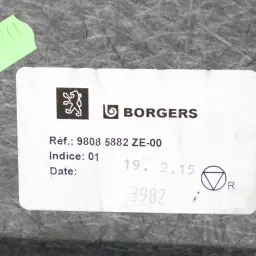 BORGERS
Réf.: 9808 5882 ZE-00
Indice: 01
Date: 19. 2.15
3982
R